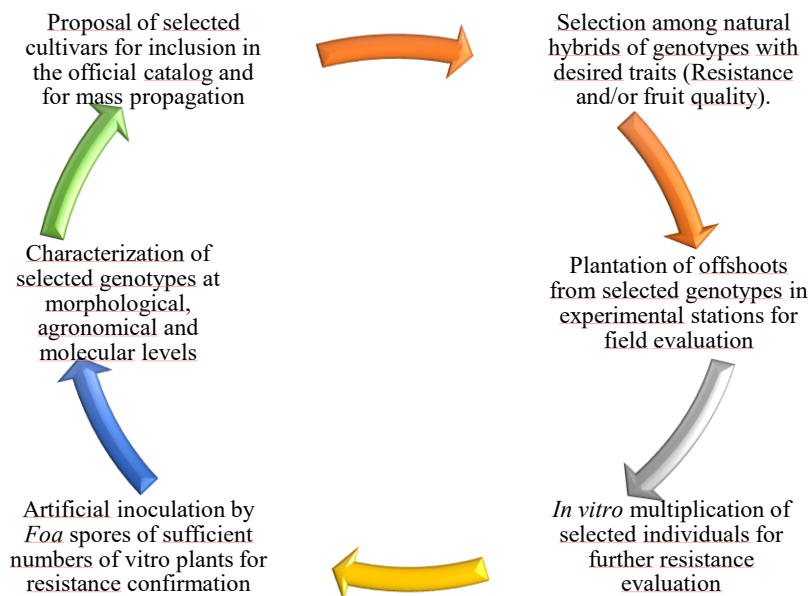 Proposal of selected
cultivars for inclusion in
the official catalog and
for mass propagation
Selection among natural
hybrids of genotypes with
desired traits (Resistance
and/or fruit quality).
Plantation of offshoots
from selected genotypes in
experimental stations for
field evaluation
In vitro multiplication of
selected individuals for
further resistance
evaluation
Artificial inoculation by
Foa spores of sufficient
numbers of vitro plants for
resistance confirmation
Characterization of
selected genotypes at
morphological,
agronomical and
molecular levels